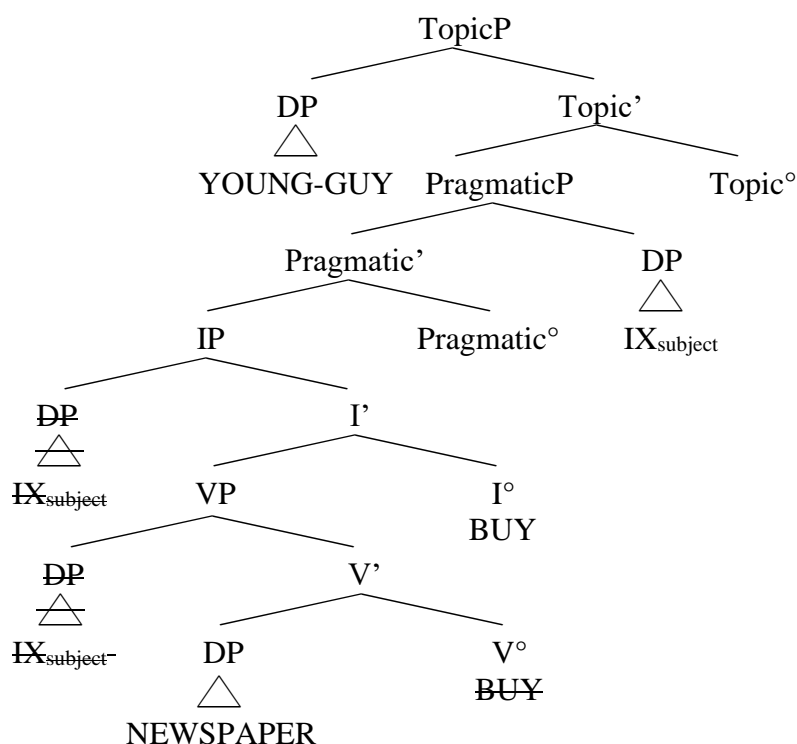 TopicP
DP Topic’
YOUNG-GUY PragmaticP Topic°
Pragmatic’ DP
IP Pragmatic° IXsubject
DP I’
IXsubject VP I°
BUY
DP V’
IXsubject- DP V°
BUY
NEWSPAPER